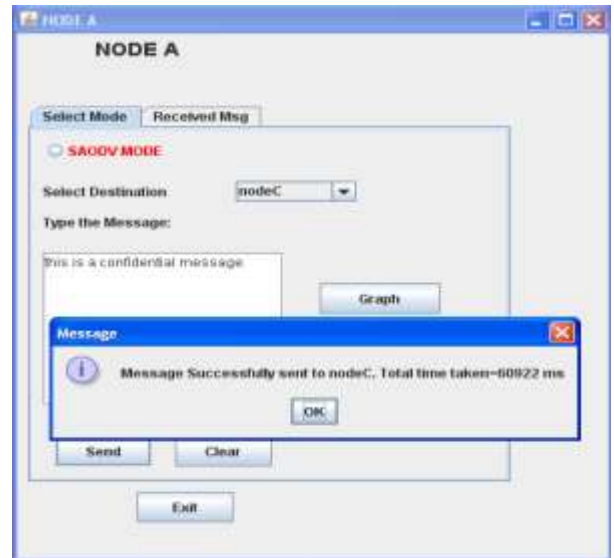 NODE A
NODE A
Select Mode Received Msg
SAODV MODE
Select Destination nodeC
Type the Message:
this is a confidential message
Graph
Message
Message Successfully sent to nodeC, Total time taken=60922 ms
OK
Send Clear
Exit